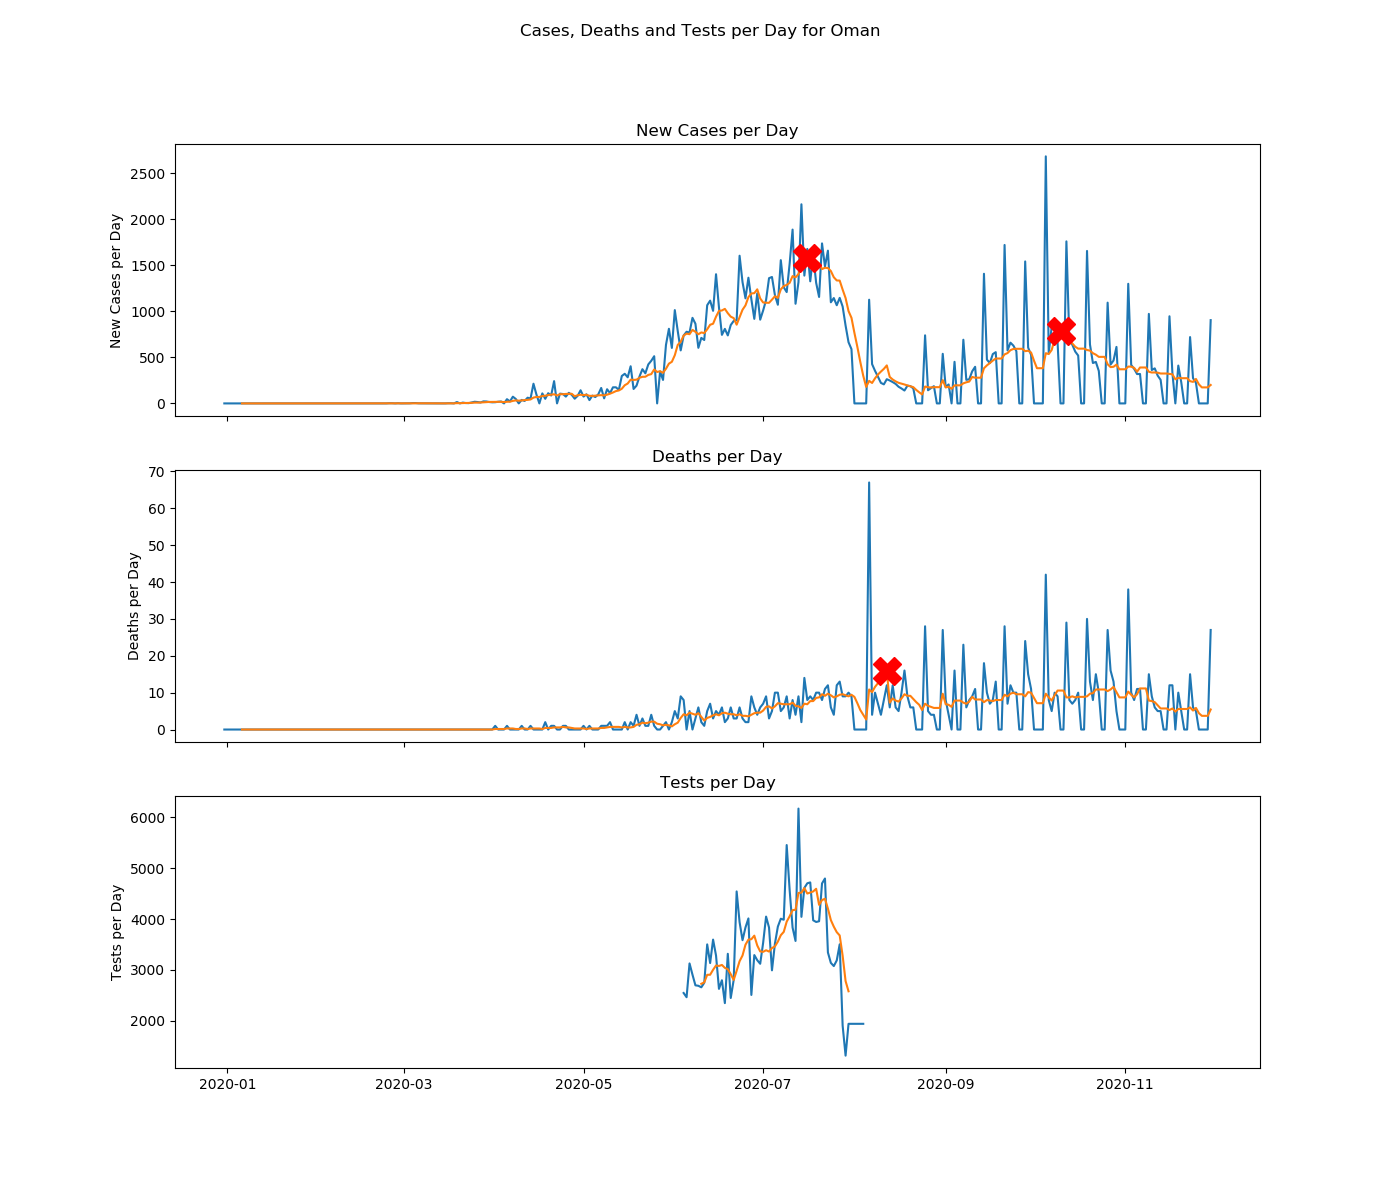 Cases, Deaths and Tests per Day for Oman
New Cases per Day
New Cases per Day
2500
2000
1500
1000
500
0
Deaths per Day
Deaths per Day
70
60
50
40
30
20
10
0
Tests per Day
Tests per Day
6000
5000
4000
3000
2000
2020-01 2020-03 2020-05 2020-07 2020-09 2020-11